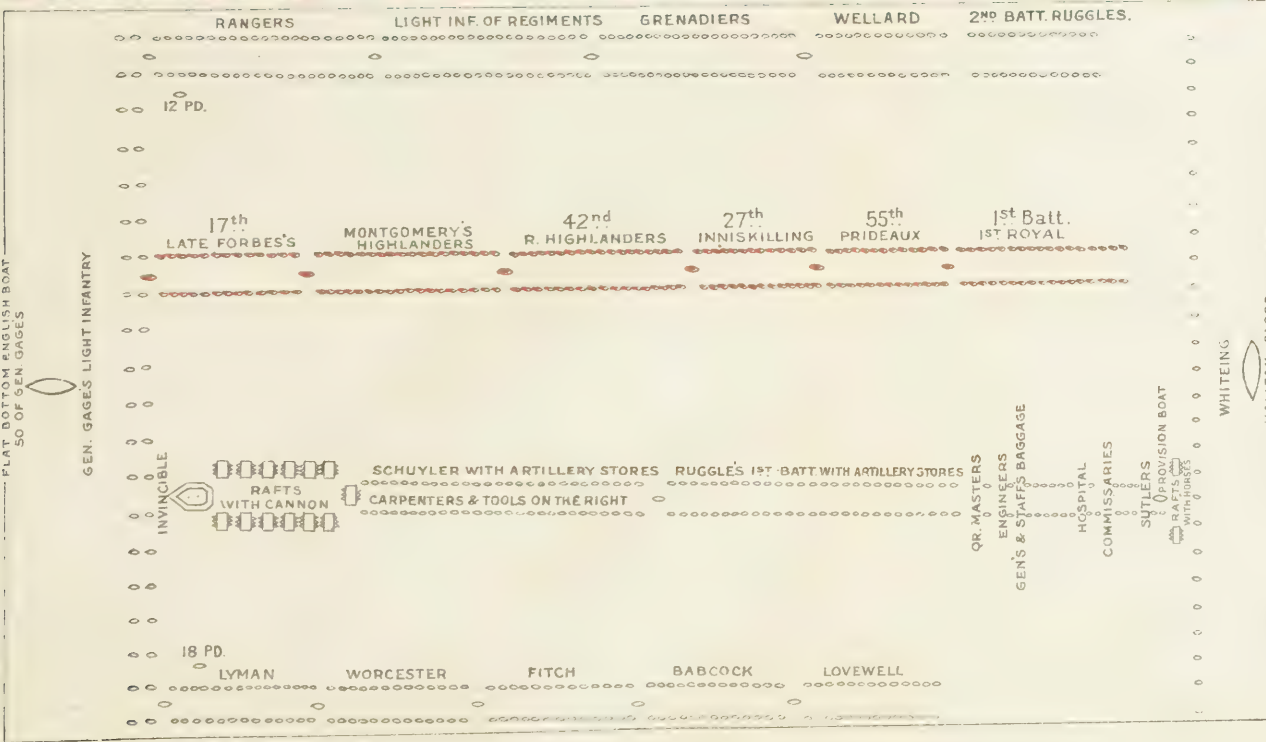 RANGERS LIGHT INF. OF REGIMENTS GRENADIERS WELLARD 2ND BATT. RUGGLES.
12 PD.
17th
LATE FORBES'S
MONTGOMERY'S
HIGHLANDERS
42nd
R. HIGHLANDERS
27th
INNISKILLING
55th
PRIDEAUX
1st Batt.
1ST ROYAL
FLAT BOTTOM ENGLISH BOAT
50 OF GEN. GAGES
GEN. GAGE'S LIGHT INFANTRY
INVINCIBLE
RAFTS
WITH CANNON
SCHUYLER WITH ARTILLERY STORES
CARPENTERS & TOOLS ON THE RIGHT
RUGGLE'S 1ST BATT. WITH ARTILLERY STORES
QR. MASTERS
ENGINEERS
GEN'S & STAFFS BAGGAGE
HOSPITAL
COMMISSARIES
SUTLERS
PROVISION BOAT
RAFTS
WITH HORSES
WHITEING
18 PD.
LYMAN WORCESTER FITCH BABCOCK LOVEWELL